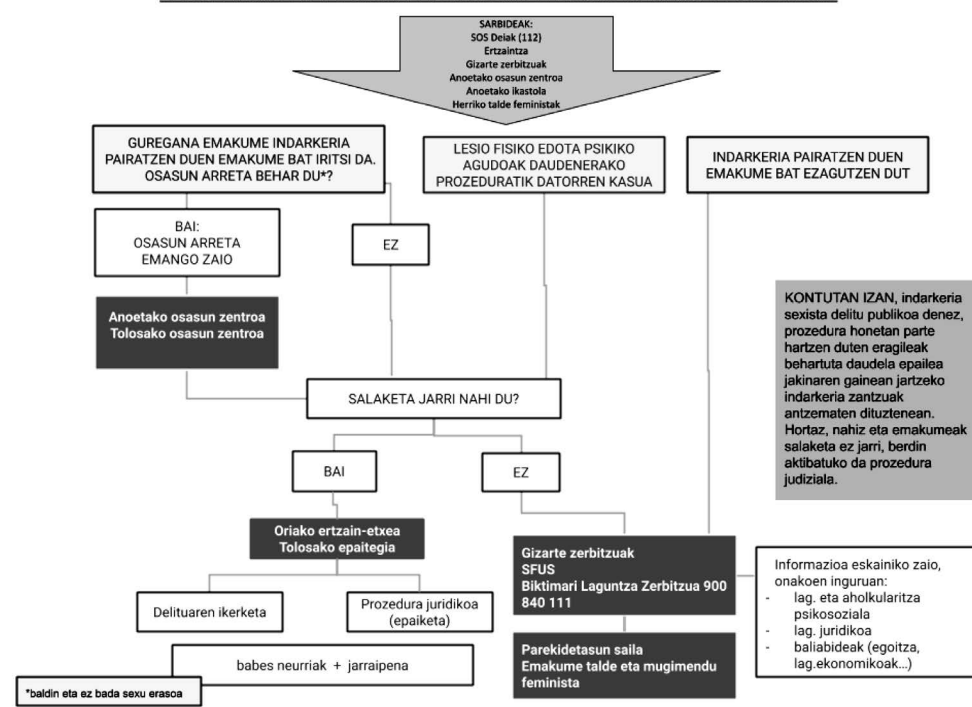 SARBIDEAK:
SOS Deiak (112)
Ertzaintza
Gizarte zerbitzuak
Anoetako osasun zentroa
Anoetako ikastola
Herriko talde feministak
GUREGANA EMAKUME INDARKERIA
PAIRATZEN DUEN EMAKUME BAT IRITSI DA.
OSASUN ARRETA BEHAR DU*?
LESIO FISIKO EDOTA PSIKIKO
AGUDOAK DAUDENERAKO
PROZEDURATIK DATORREN KASUA
INDARKERIA PAIRATZEN DUEN
EMAKUME BAT EZAGUTZEN DUT
BAI:
OSASUN ARRETA
EMANGO ZAIO
EZ
Anoetako osasun zentroa
Tolosako osasun zentroa
KONTUTAN IZAN, indarkeria
sexista delitu publikoa denez,
prozedura honetan parte
hartzen duten eragileak
behartuta daudela epailea
jakinaren gainean jartzeko
indarkeria zantzuak
antzematen dituztenean.
Hortaz, nahiz eta emakumeak
salaketa ez jarri, berdin
aktibatuko da prozedura
judiziala.
SALAKETA JARRI NAHI DU?
BAI
EZ
Oriako ertzain-etxea
Tolosako epaitegia
Delituaren ikerketa
Prozedura juridikoa
(epaiketa)
babes neurriak + jarraipena
*baldin eta ez bada sexu erasoa
Gizarte zerbitzuak
SFUS
Biktimari Laguntza Zerbitzua 900
840 111
Parekidetasun saila
Emakume talde eta mugimendu
feminista
Informazioa eskainiko zaio,
onakoen inguruan:
- lag. eta aholkularitza
psikosoziala
- lag. juridikoa
- baliabideak (egoitza,
lag.ekonomikoak...)